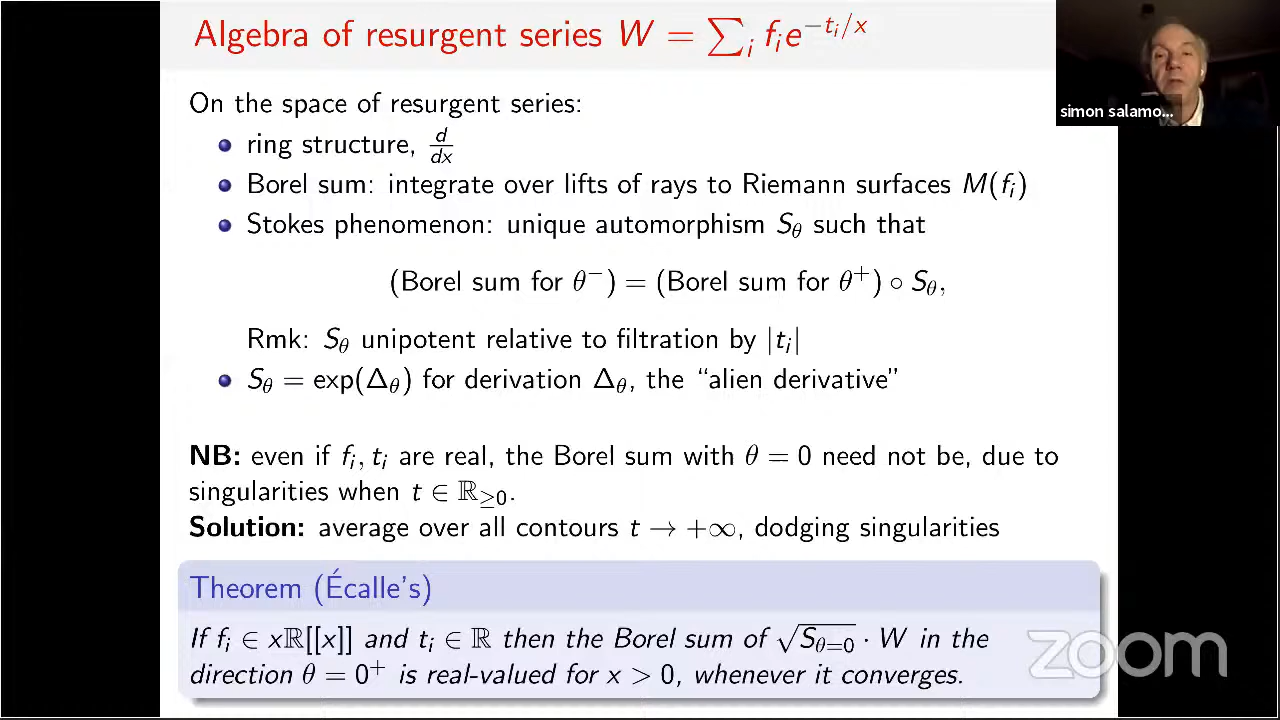 Algebra of resurgent series W = ∑ᵢ fᵢe^{−tᵢ/x}
simon salamo...
On the space of resurgent series:
ring structure, d/dx
Borel sum: integrate over lifts of rays to Riemann surfaces M(fᵢ)
Stokes phenomenon: unique automorphism S_θ such that
(Borel sum for θ⁻) = (Borel sum for θ⁺) ∘ S_θ,
Rmk: S_θ unipotent relative to filtration by |tᵢ|
S_θ = exp(Δ_θ) for derivation Δ_θ, the “alien derivative”
NB: even if fᵢ, tᵢ are real, the Borel sum with θ = 0 need not be, due to
singularities when t ∈ ℝ_{≥0}.
Solution: average over all contours t → +∞, dodging singularities
Theorem (Écalle's)
If fᵢ ∈ xℝ[[x]] and tᵢ ∈ ℝ then the Borel sum of √S_{θ=0} · W in the
direction θ = 0⁺ is real-valued for x > 0, whenever it converges.
zoom